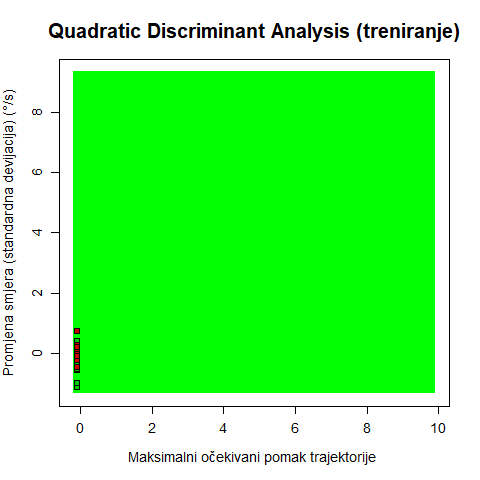 Quadratic Discriminant Analysis (treniranje)
Promjena smjera (standardna devijacija) (°/s)
8
6
4
2
0
0 2 4 6 8 10
Maksimalni očekivani pomak trajektorije